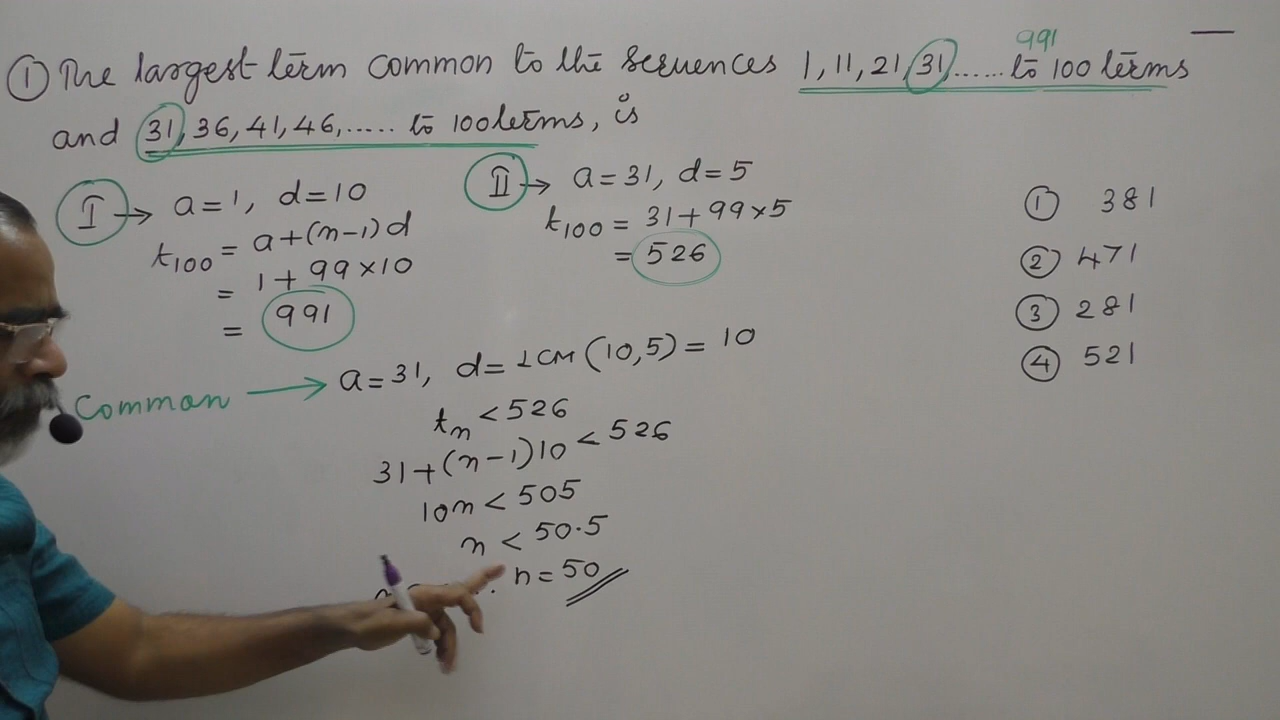 991
① The largest term common to the sequences 1, 11, 21, 31, ...... to 100 terms
and 31, 36, 41, 46, ..... to 100 terms, is
I → a = 1, d = 10
t100 = a + (n-1) d
= 1 + 99 × 10
= 991
II → a = 31, d = 5
t100 = 31 + 99 × 5
= 526
① 381
② 471
③ 281
④ 521
Common → a = 31, d = LCM (10, 5) = 10
tn < 526
31 + (n-1) 10 < 526
10n < 505
n < 50.5
n = 50